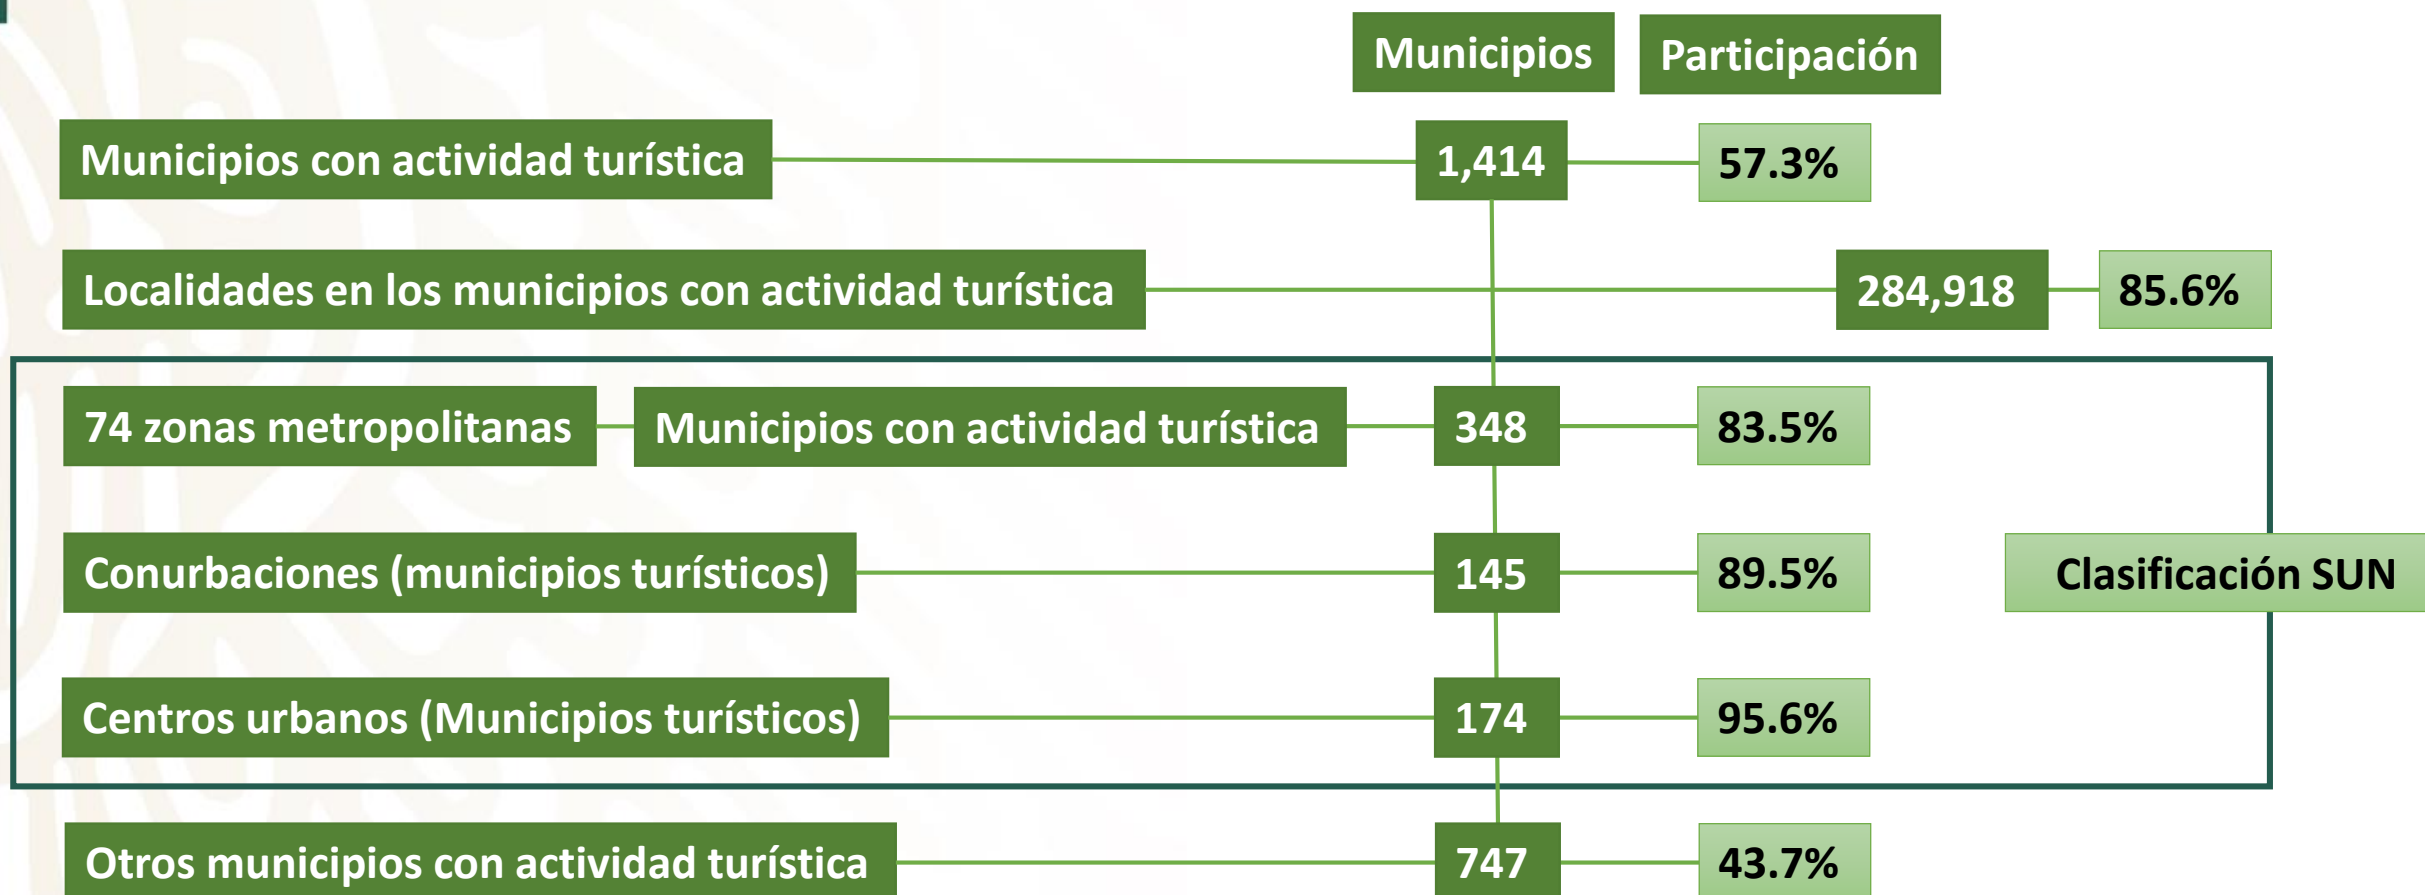 Municipios Participación
Municipios con actividad turística 1,414 57.3%
Localidades en los municipios con actividad turística 284,918 85.6%
74 zonas metropolitanas Municipios con actividad turística 348 83.5%
Conurbaciones (municipios turísticos) 145 89.5% Clasificación SUN
Centros urbanos (Municipios turísticos) 174 95.6%
Otros municipios con actividad turística 747 43.7%